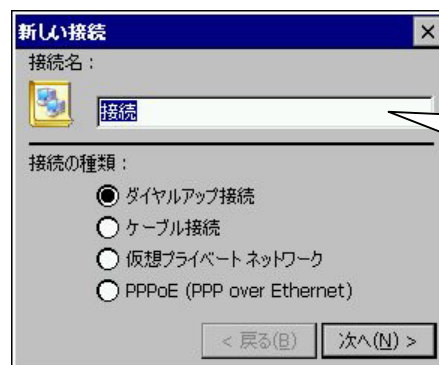 新しい接続
接続名：
接続
接続の種類：
ダイヤルアップ接続
ケーブル接続
仮想プライベート ネットワーク
PPPoE (PPP over Ethernet)
< 戻る(B) 次へ(N) >